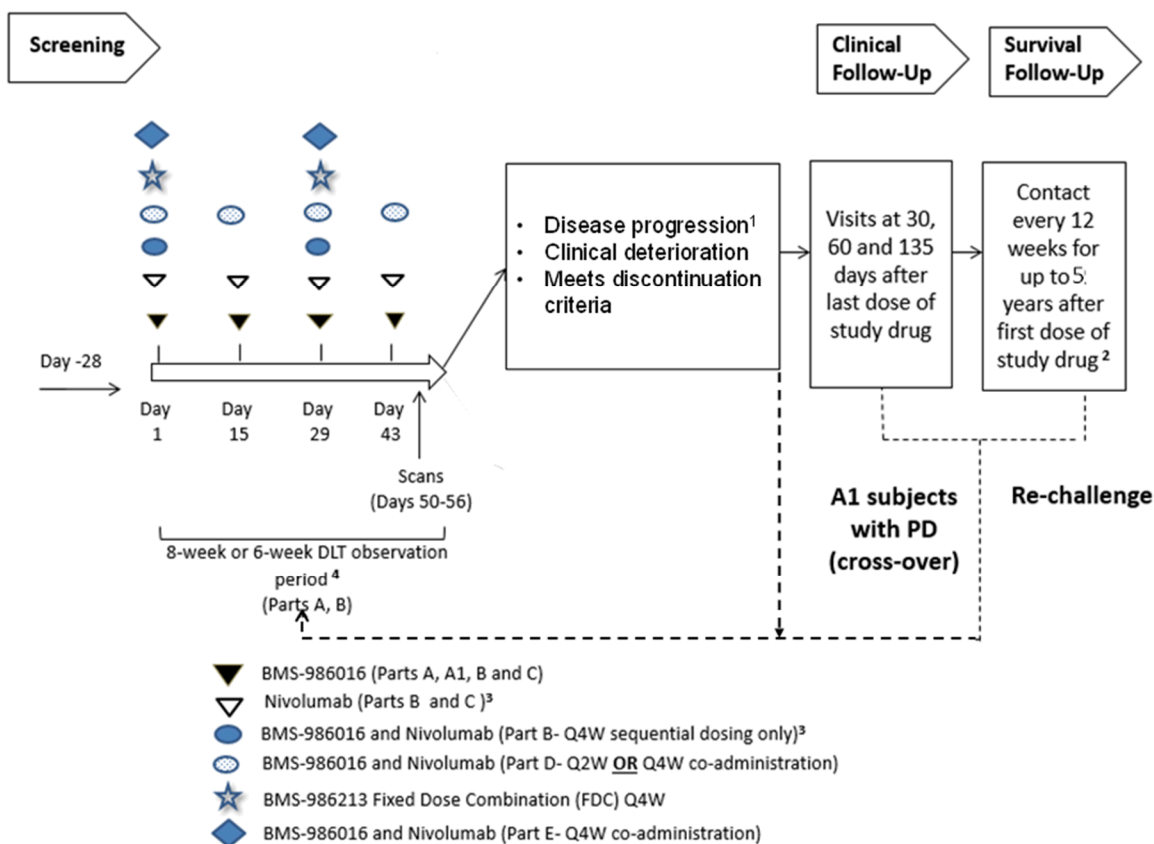 Screening
Clinical
Follow-Up
Survival
Follow-Up
• Disease progression¹
• Clinical deterioration
• Meets discontinuation
criteria
Visits at 30,
60 and 135
days after
last dose of
study drug
Contact
every 12
weeks for
up to 5
years after
first dose of
study drug ²
Day -28
Day
1
Day
15
Day
29
Day
43
Scans
(Days 50-56)
8-week or 6-week DLT observation
period ⁴
(Parts A, B)
A1 subjects
with PD
(cross-over)
Re-challenge
BMS-986016 (Parts A, A1, B and C)
Nivolumab (Parts B and C )³
BMS-986016 and Nivolumab (Part B- Q4W sequential dosing only)³
BMS-986016 and Nivolumab (Part D- Q2W OR Q4W co-administration)
BMS-986213 Fixed Dose Combination (FDC) Q4W
BMS-986016 and Nivolumab (Part E- Q4W co-administration)